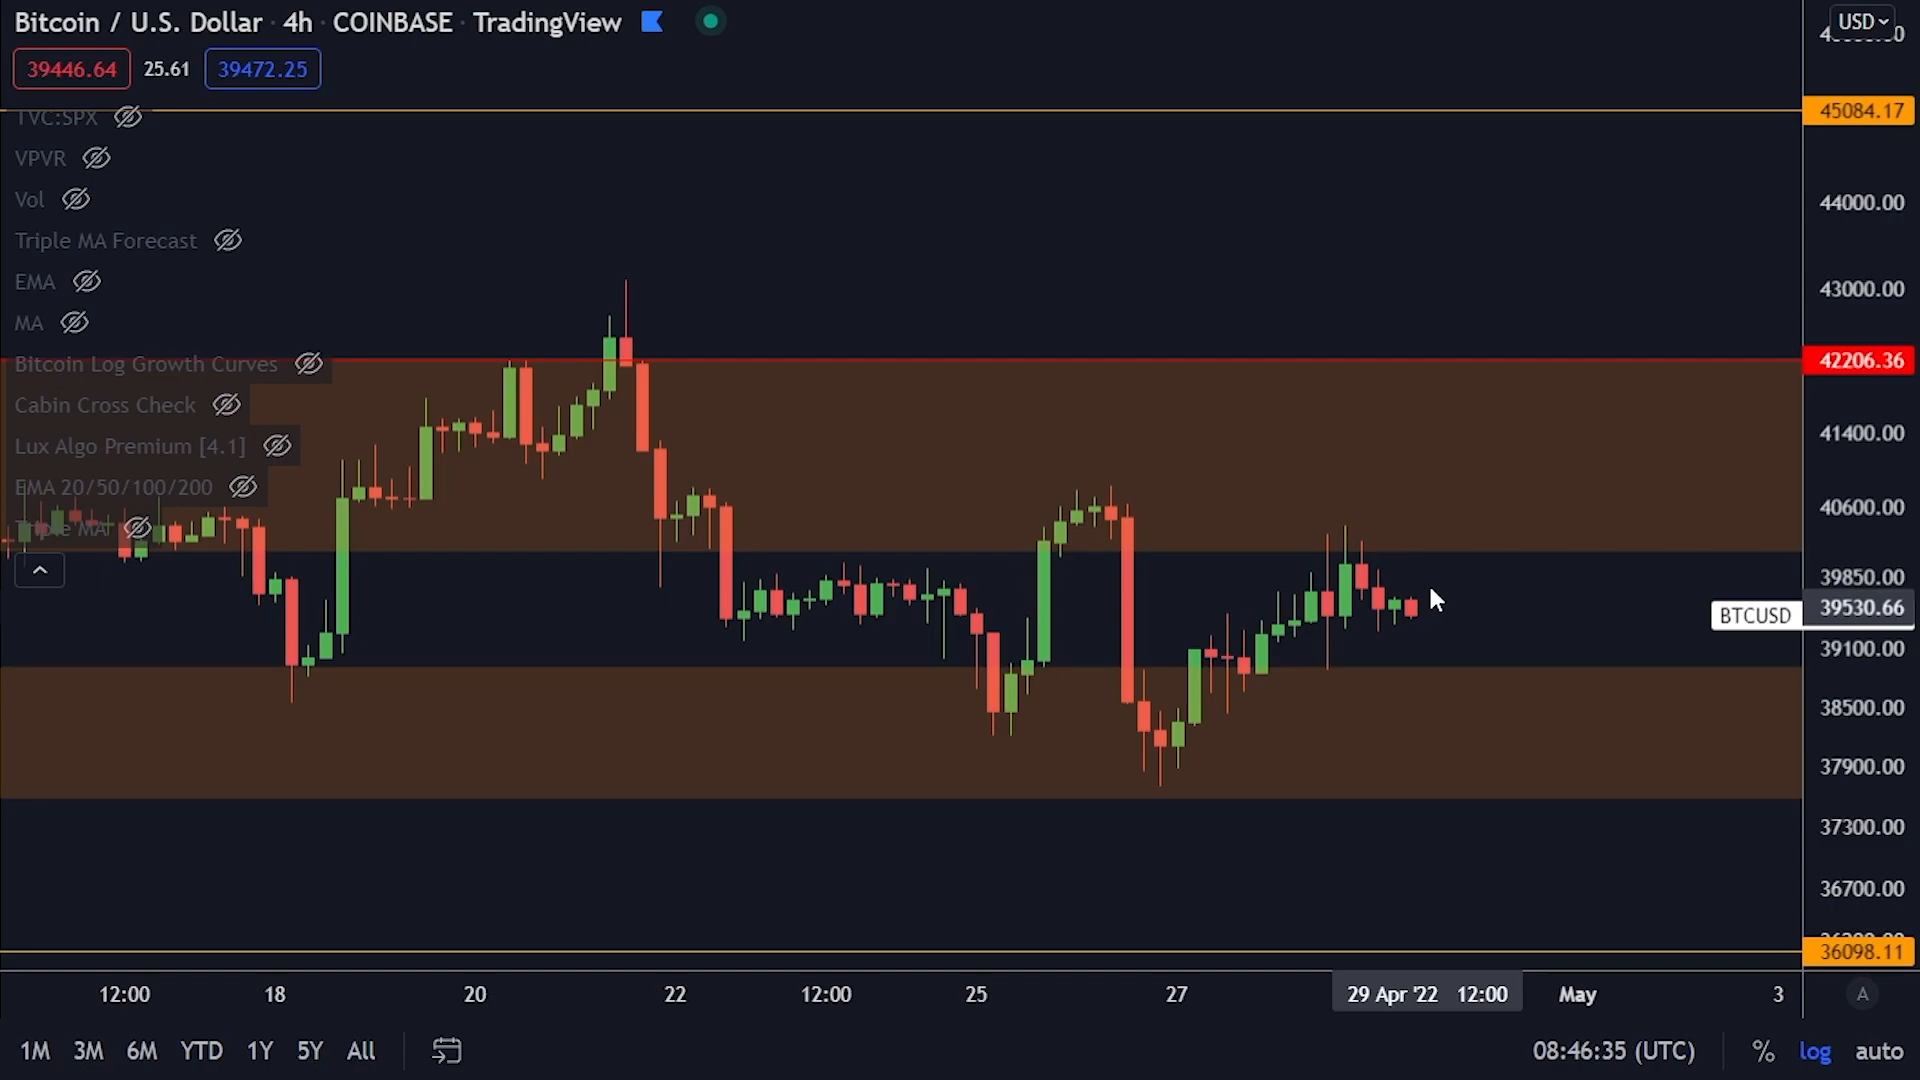 Bitcoin / U.S. Dollar · 4h · COINBASE · TradingView
39446.64 25.61 39472.25
TVC:SPX
VPVR
Vol
Triple MA Forecast
EMA
MA
Bitcoin Log Growth Curves
Cabin Cross Check
Lux Algo Premium [4.1]
EMA 20/50/100/200
Triple MA
USD
45084.17
44000.00
43000.00
42206.36
41400.00
40600.00
39850.00
39530.66
BTCUSD
39100.00
38500.00
37900.00
37300.00
36700.00
36098.11
12:00 18 20 22 12:00 25 27 29 Apr '22 12:00 May 3 A
1M 3M 6M YTD 1Y 5Y All 08:46:35 (UTC) % log auto